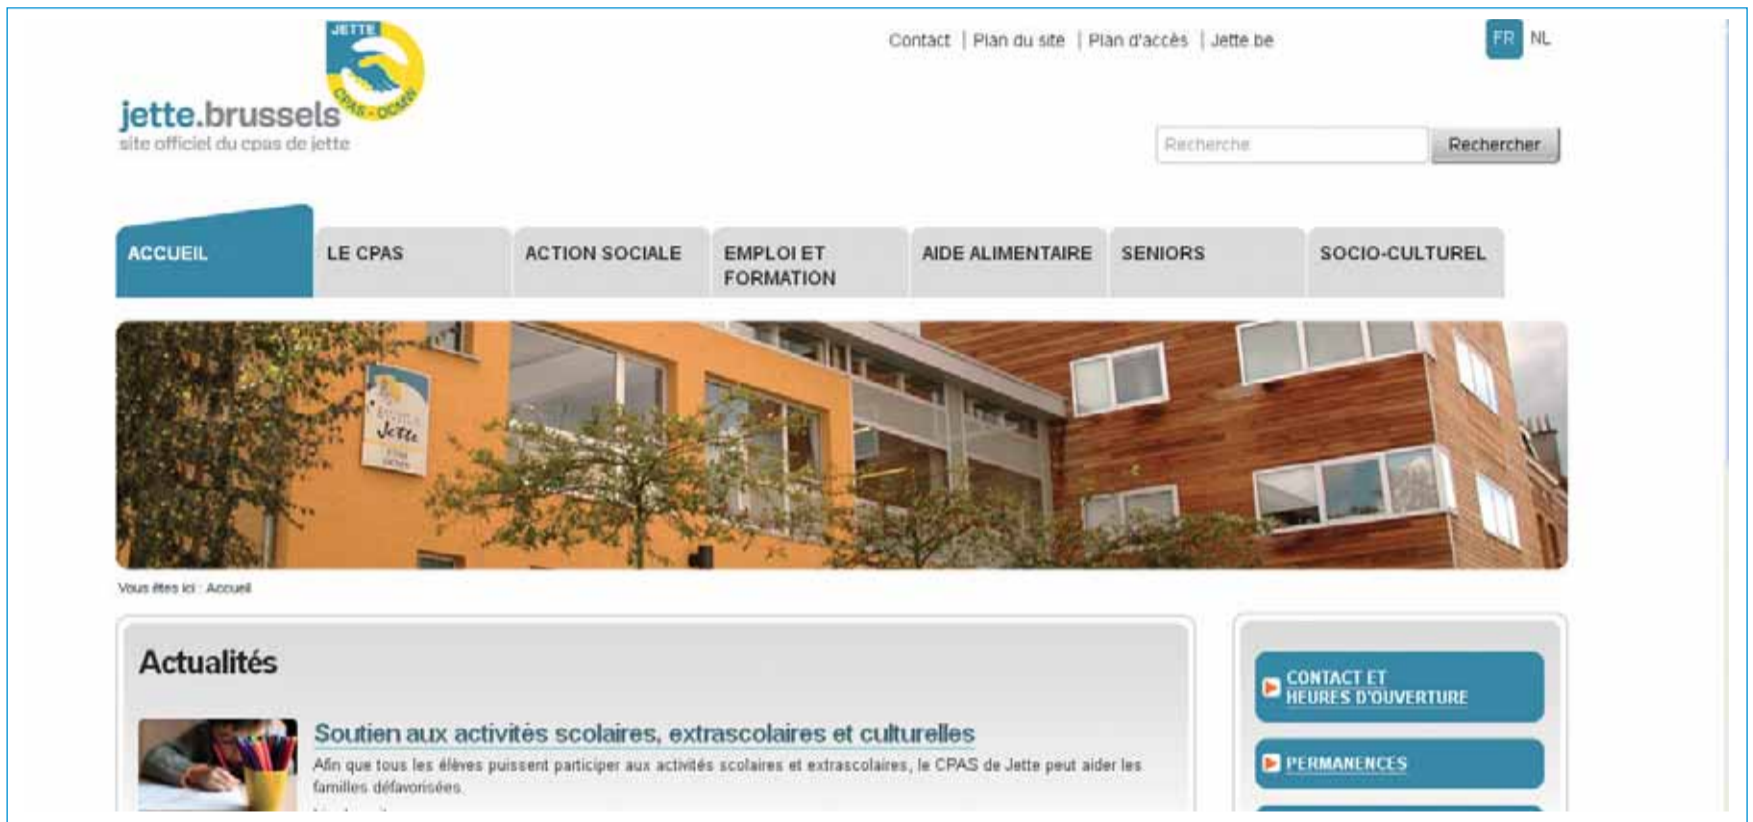 JETTE
CPAS - OCMW
jette.brussels
site officiel du cpas de jette
Contact | Plan du site | Plan d'accès | Jette.be
FR NL
Recherche
Rechercher
ACCUEIL
LE CPAS
ACTION SOCIALE
EMPLOI ET
FORMATION
AIDE ALIMENTAIRE
SENIORS
SOCIO-CULTUREL
Jette
Vous êtes ici : Accueil
Actualités
Soutien aux activités scolaires, extrascolaires et culturelles
Afin que tous les élèves puissent participer aux activités scolaires et extrascolaires, le CPAS de Jette peut aider les
familles défavorisées.
CONTACT ET
HEURES D'OUVERTURE
PERMANENCES